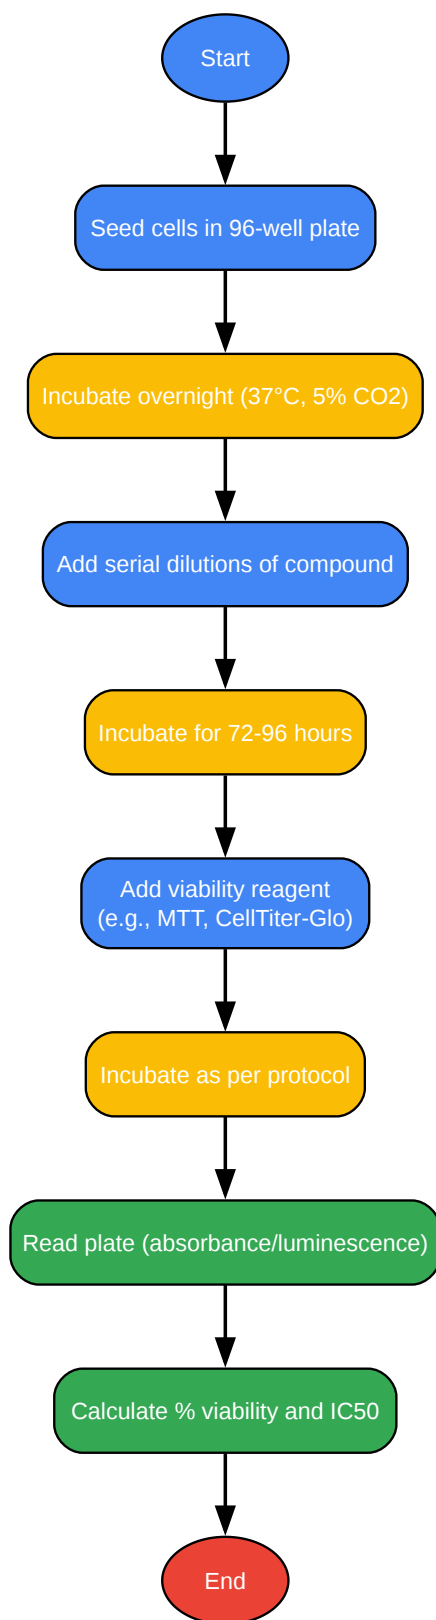 Start
Seed cells in 96-well plate
Incubate overnight (37°C, 5% CO2)
Add serial dilutions of compound
Incubate for 72-96 hours
Add viability reagent
(e.g., MTT, CellTiter-Glo)
Incubate as per protocol
Read plate (absorbance/luminescence)
Calculate % viability and IC50
End